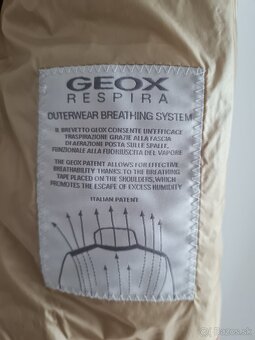 GEOX
RESPIRA
OUTERWEAR BREATHING SYSTEM
IL BREVETTO GEOX CONSENTE UN'EFFICACE
TRASPIRAZIONE GRAZIE ALLA FASCIA
DI AERAZIONE POSTA SULLE SPALLE,
FUNZIONALE ALLA FUORIUSCITA DEL VAPORE.
THE GEOX PATENT ALLOWS FOR EFFECTIVE
BREATHABILITY THANKS TO THE BREATHING
TAPE PLACED ON THE SHOULDERS, WHICH
PROMOTES THE ESCAPE OF EXCESS HUMIDITY
ITALIAN PATENT
bazos.sk